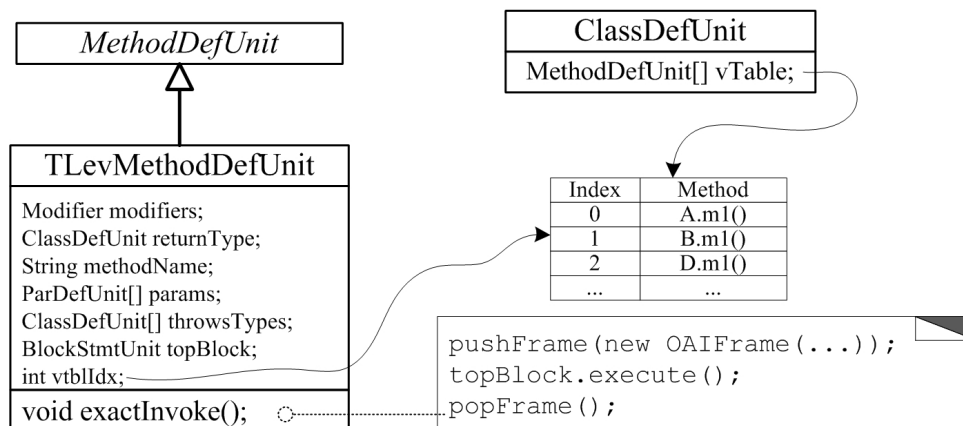 MethodDefUnit
TLevMethodDefUnit
Modifier modifiers;
ClassDefUnit returnType;
String methodName;
ParDefUnit[] params;
ClassDefUnit[] throwsTypes;
BlockStmtUnit topBlock;
int vtblIdx;
void exactInvoke();
ClassDefUnit
MethodDefUnit[] vTable;
Index Method
0 A.m1()
1 B.m1()
2 D.m1()
... ...
pushFrame(new OAIFrame(...));
topBlock.execute();
popFrame();